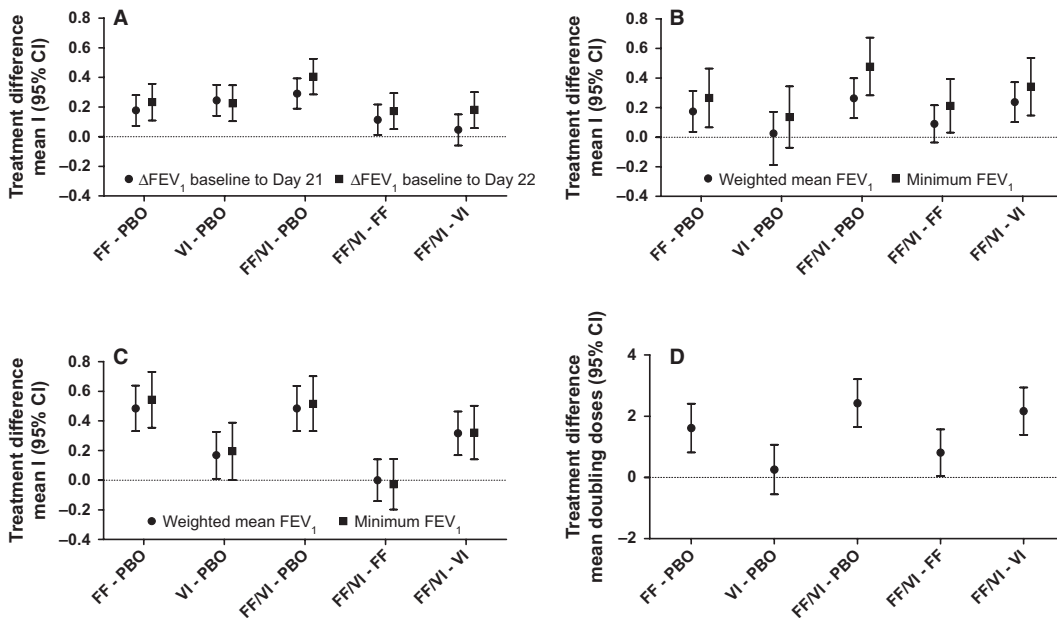 A
Treatment difference
mean l (95% CI)
0.8
0.6
0.4
0.2
0.0
–0.2
–0.4
ΔFEV1 baseline to Day 21
ΔFEV1 baseline to Day 22
FF - PBO
VI - PBO
FF/VI - PBO
FF/VI - FF
FF/VI - VI
B
Treatment difference
mean l (95% CI)
0.8
0.6
0.4
0.2
0.0
–0.2
–0.4
Weighted mean FEV1
Minimum FEV1
FF - PBO
VI - PBO
FF/VI - PBO
FF/VI - FF
FF/VI - VI
C
Treatment difference
mean l (95% CI)
0.8
0.6
0.4
0.2
0.0
–0.2
–0.4
Weighted mean FEV1
Minimum FEV1
FF - PBO
VI - PBO
FF/VI - PBO
FF/VI - FF
FF/VI - VI
D
Treatment difference
mean doubling doses (95% CI)
4
2
0
–2
FF - PBO
VI - PBO
FF/VI - PBO
FF/VI - FF
FF/VI - VI